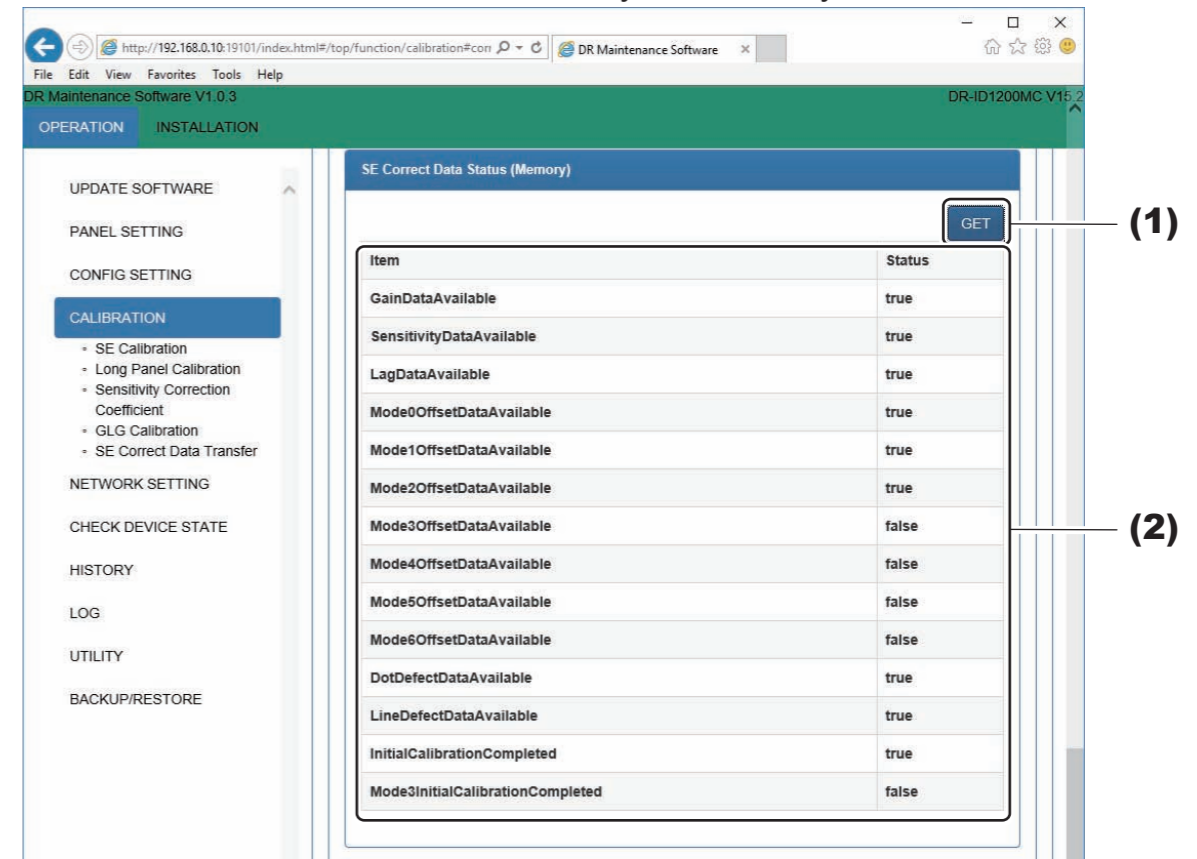 http://192.168.0.10:19101/index.html#/top/function/calibration#con
DR Maintenance Software
File Edit View Favorites Tools Help
DR Maintenance Software V1.0.3 DR-ID1200MC V15.2
OPERATION INSTALLATION
UPDATE SOFTWARE
PANEL SETTING
CONFIG SETTING
CALIBRATION
SE Calibration
Long Panel Calibration
Sensitivity Correction
Coefficient
GLG Calibration
SE Correct Data Transfer
NETWORK SETTING
CHECK DEVICE STATE
HISTORY
LOG
UTILITY
BACKUP/RESTORE
SE Correct Data Status (Memory)
GET (1)
Item Status
GainDataAvailable true
SensitivityDataAvailable true
LagDataAvailable true
Mode0OffsetDataAvailable true
Mode1OffsetDataAvailable true
Mode2OffsetDataAvailable true
Mode3OffsetDataAvailable false
(2)
Mode4OffsetDataAvailable false
Mode5OffsetDataAvailable false
Mode6OffsetDataAvailable false
DotDefectDataAvailable true
LineDefectDataAvailable true
InitialCalibrationCompleted true
Mode3InitialCalibrationCompleted false